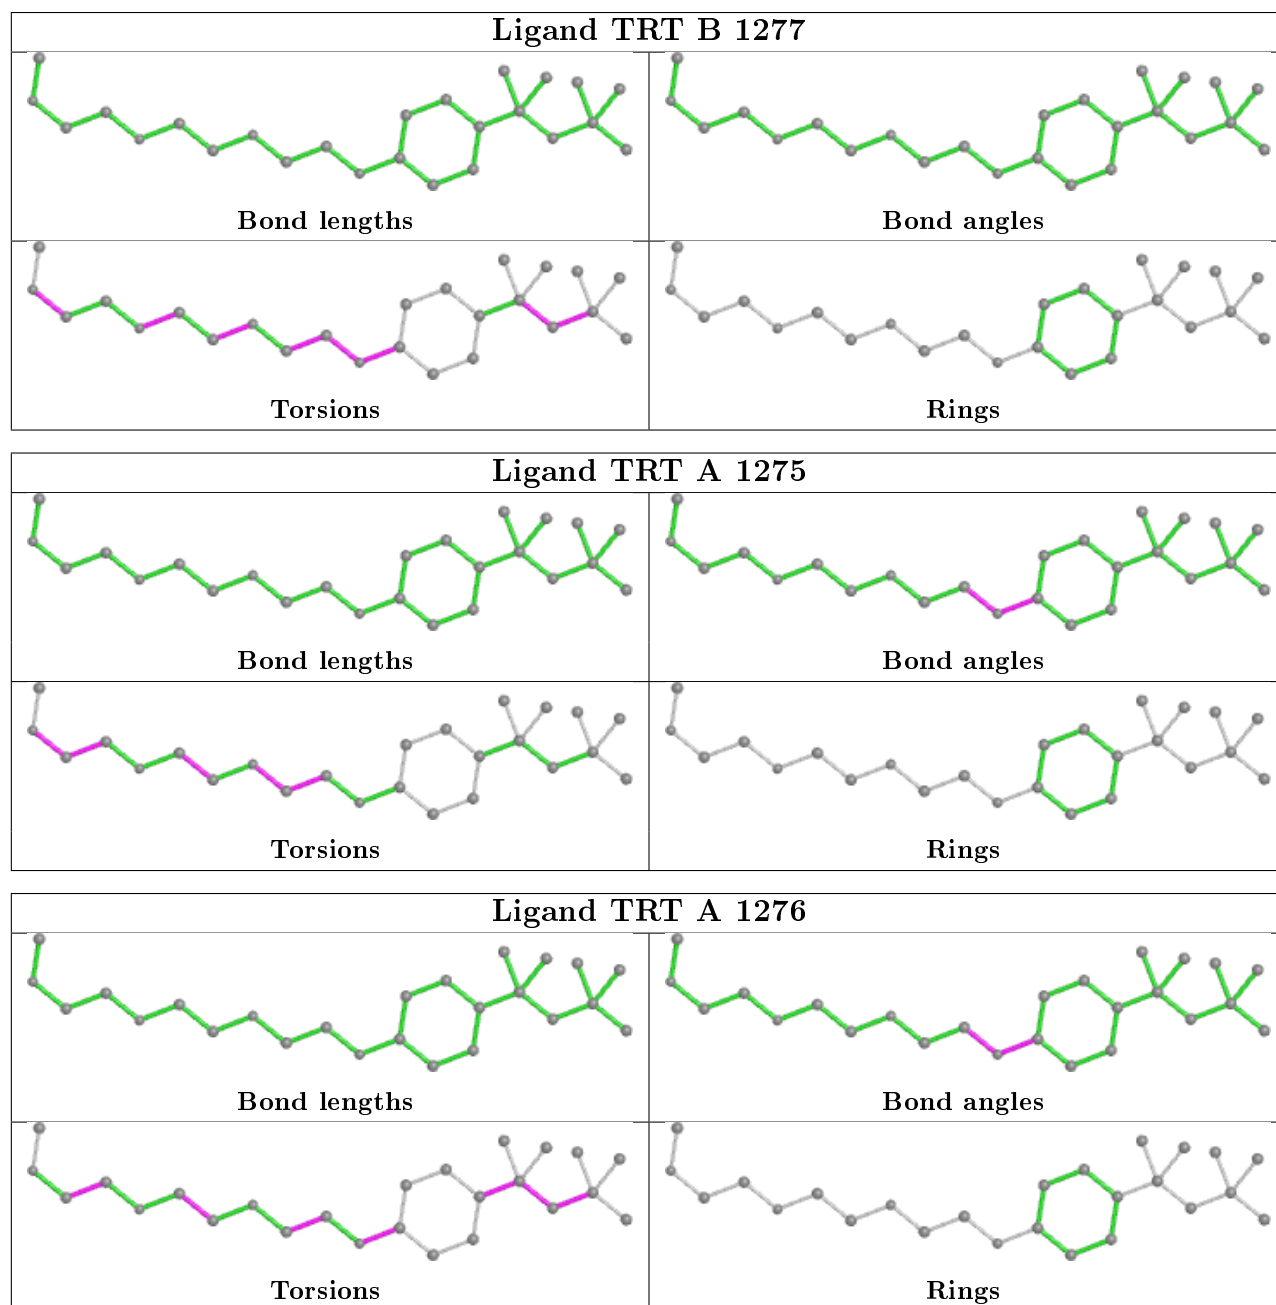 Ligand TRT B 1277
Bond lengths
Bond angles
Torsions
Rings
Ligand TRT A 1275
Bond lengths
Bond angles
Torsions
Rings
Ligand TRT A 1276
Bond lengths
Bond angles
Torsions
Rings